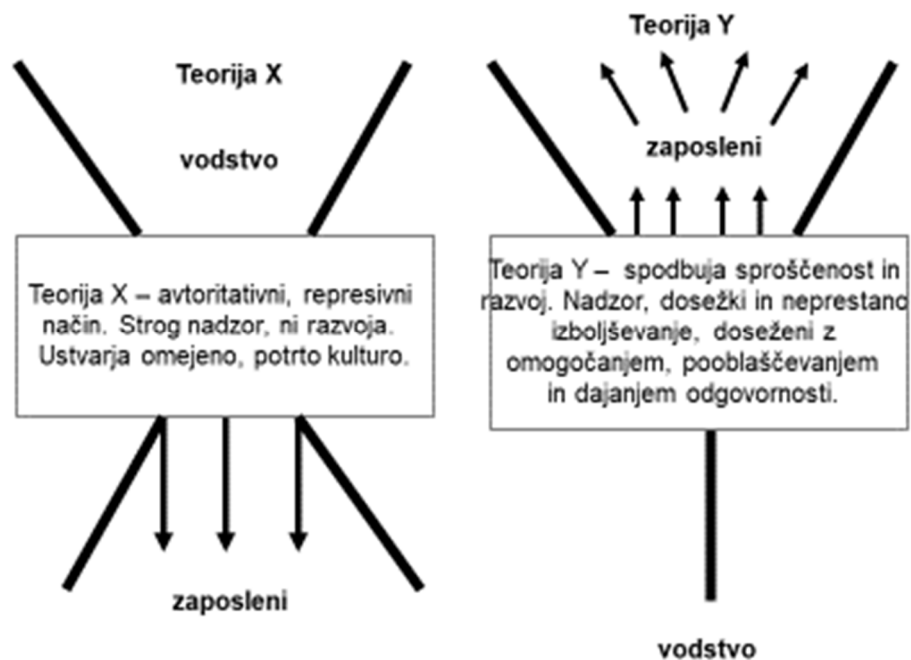 Teorija X
vodstvo
Teorija X – avtoritativni, represivni
način. Strog nadzor, ni razvoja.
Ustvarja omejeno, potrto kulturo.
zaposleni
Teorija Y
zaposleni
Teorija Y – spodbuja sproščenost in
razvoj. Nadzor, dosežki in neprestano
izboljševanje, doseženi z
omogočanjem, pooblaščevanjem
in dajanjem odgovornosti.
vodstvo